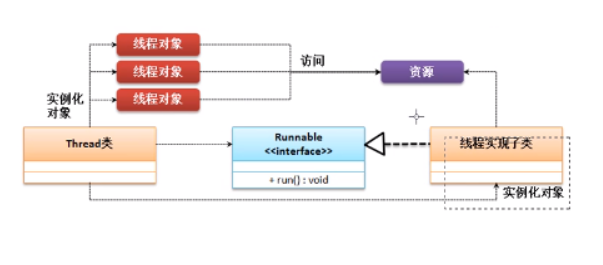 线程对象
线程对象
线程对象
访问
资源
实例化
对象
Thread类
Runnable
<<interface>>
+ run() : void
线程实现子类
实例化对象